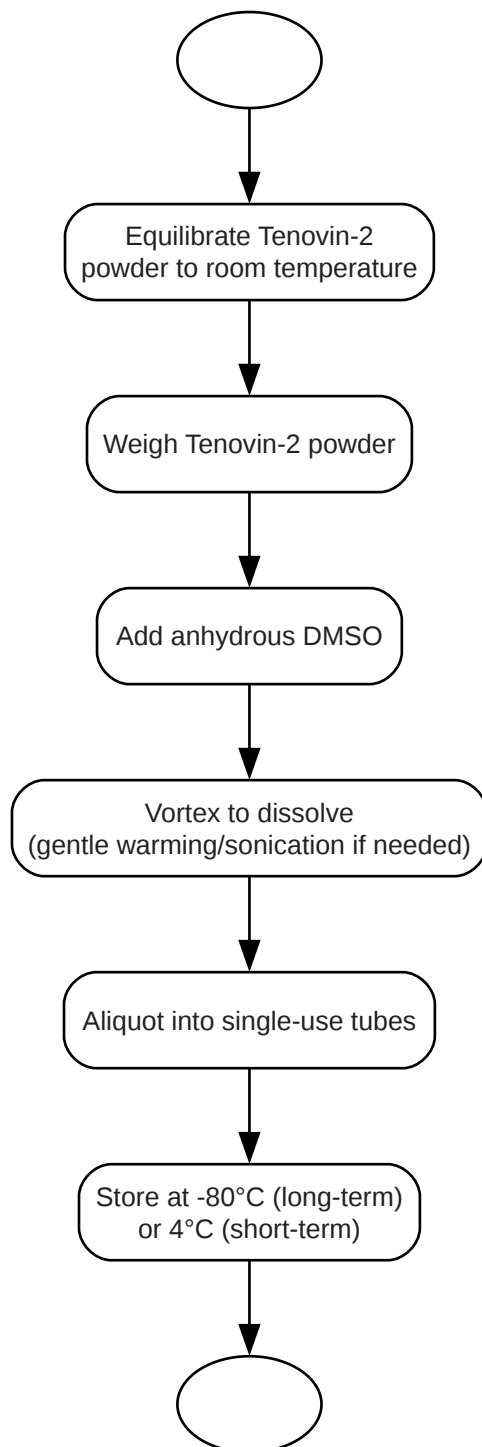 Equilibrate Tenovin-2
powder to room temperature
Weigh Tenovin-2 powder
Add anhydrous DMSO
Vortex to dissolve
(gentle warming/sonication if needed)
Aliquot into single-use tubes
Store at -80°C (long-term)
or 4°C (short-term)